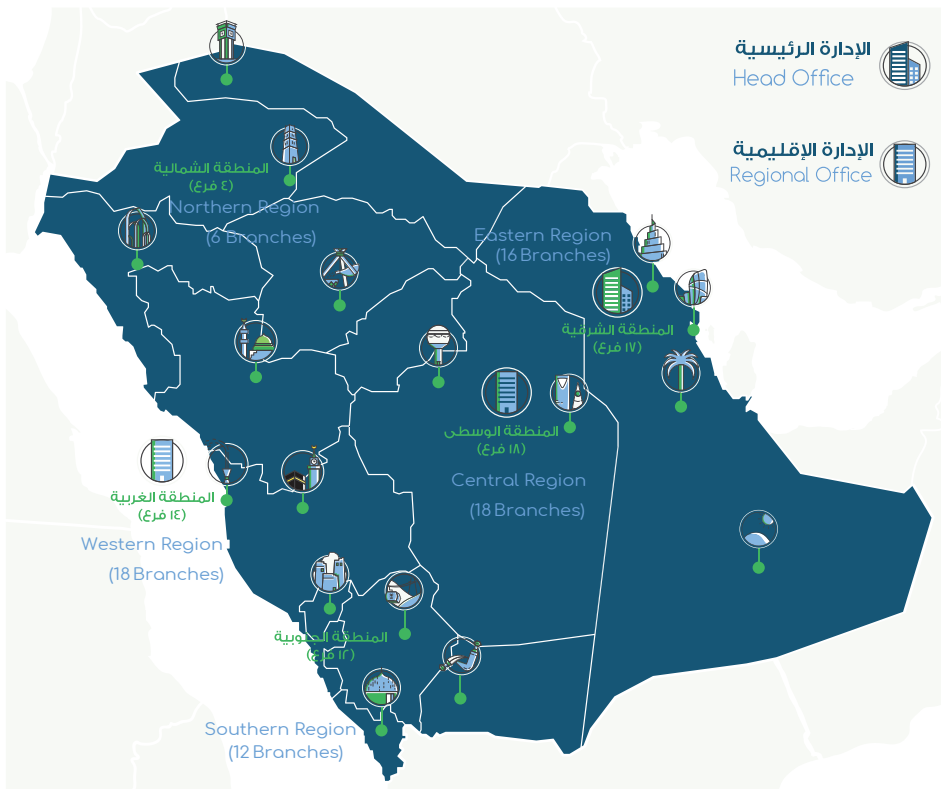 الإدارة الرئيسية
Head Office
الإدارة الإقليمية
Regional Office
المنطقة الشمالية
(٤ فرع)
Northern Region
(6 Branches)
Eastern Region
(16 Branches)
المنطقة الشرقية
(١٧ فرع)
المنطقة الوسطى
(١٨ فرع)
Central Region
(18 Branches)
المنطقة الغربية
(١٤ فرع)
Western Region
(18 Branches)
المنطقة الجنوبية
(١٢ فرع)
Southern Region
(12 Branches)